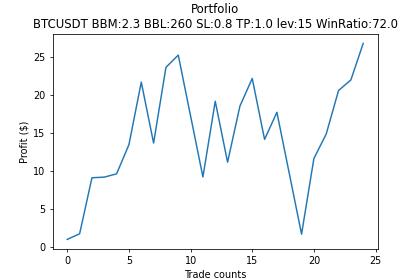 Portfolio
BTCUSDT BBM:2.3 BBL:260 SL:0.8 TP:1.0 lev:15 WinRatio:72.0
25
20
15
10
5
0
Profit ($)
0 5 10 15 20 25
Trade counts